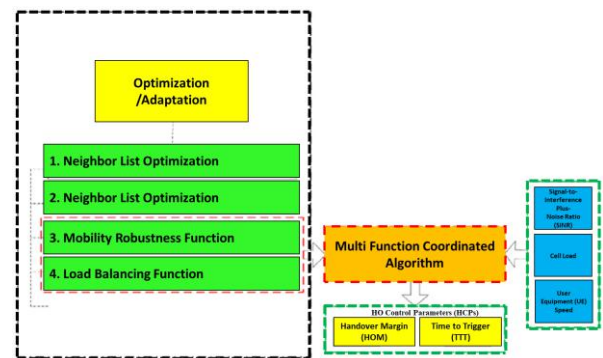 Optimization
/Adaptation
1. Neighbor List Optimization
2. Neighbor List Optimization
3. Mobility Robustness Function
4. Load Balancing Function
Multi Function Coordinated
Algorithm
Signal-to-
Interference
Plus-
Noise Ratio
(SINR)
Cell Load
User
Equipment (UE)
Speed
HO Control Parameters (HCPs)
Handover Margin
(HOM)
Time to Trigger
(TTT)